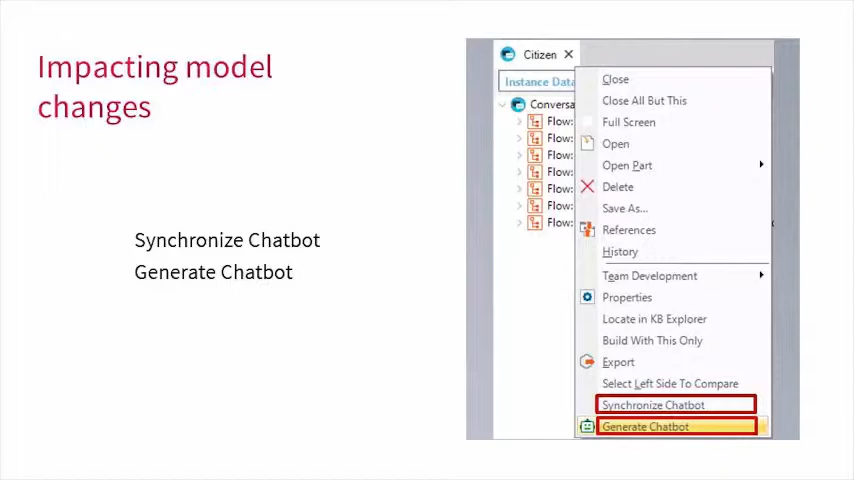 Impacting model
changes
Synchronize Chatbot
Generate Chatbot
Citizen
Instance Data
Conversa
Flow:
Flow:
Flow:
Flow:
Flow:
Flow:
Flow:
Close
Close All But This
Full Screen
Open
Open Part
Delete
Save As...
References
History
Team Development
Properties
Locate in KB Explorer
Build With This Only
Export
Select Left Side To Compare
Synchronize Chatbot
Generate Chatbot